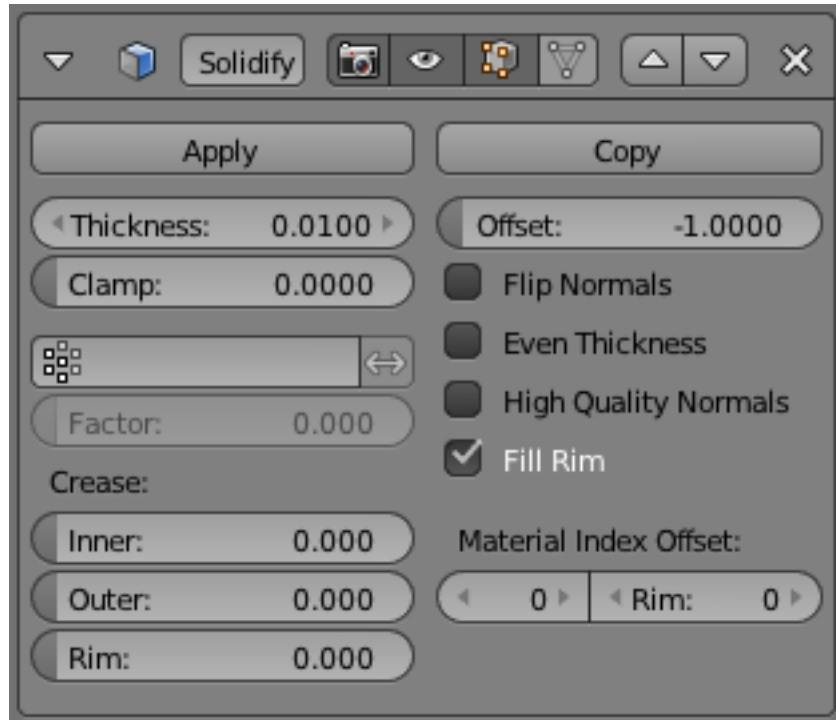 Solidify
Apply
Copy
Thickness: 0.0100
Offset: -1.0000
Clamp: 0.0000
Flip Normals
Even Thickness
High Quality Normals
Factor: 0.000
Fill Rim
Crease:
Inner: 0.000
Material Index Offset:
Outer: 0.000
0
Rim: 0
Rim: 0.000